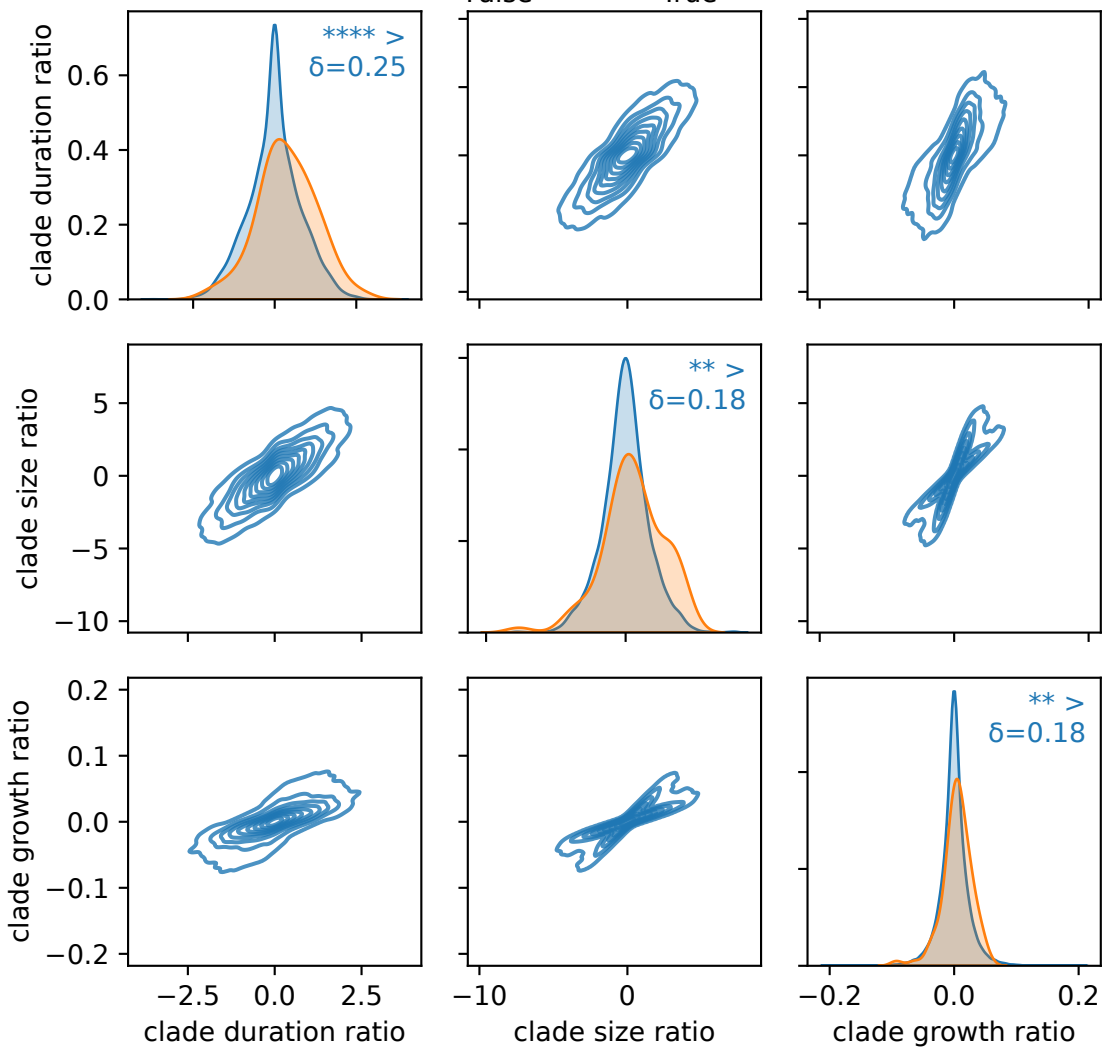 clade duration ratio
0.6
0.4
0.2
0.0
**** >
δ=0.25
clade size ratio
5
0
−5
−10
** >
δ=0.18
clade growth ratio
0.2
0.1
0.0
−0.1
−0.2
** >
δ=0.18
−2.5 0.0 2.5
clade duration ratio
−10 0
clade size ratio
−0.2 0.0 0.2
clade growth ratio